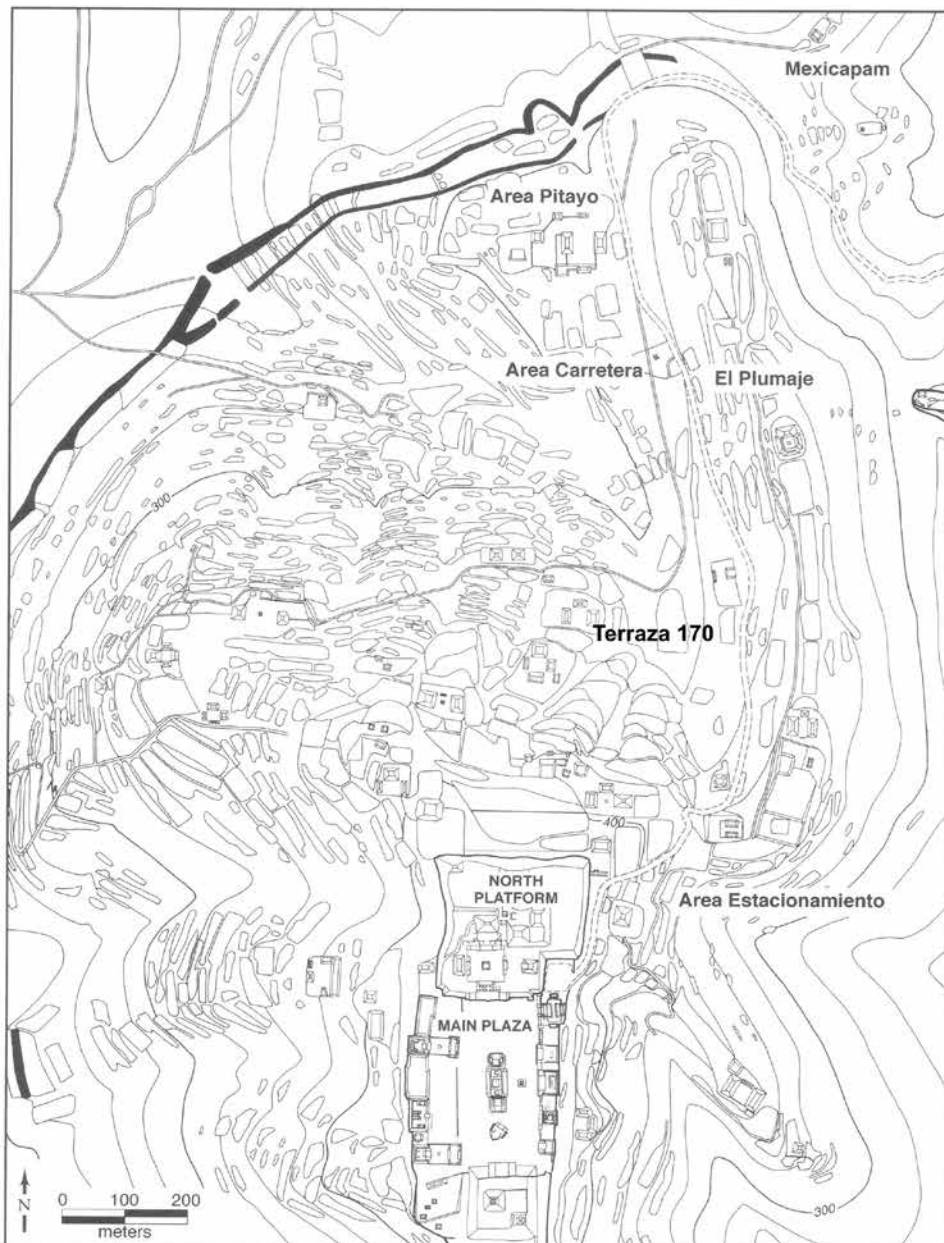 Mexicapam
Area Pitayo
Area Carretera
El Plumaje
300
Terraza 170
400
NORTH
PLATFORM
Area Estacionamiento
MAIN PLAZA
N
0 100 200
meters
300